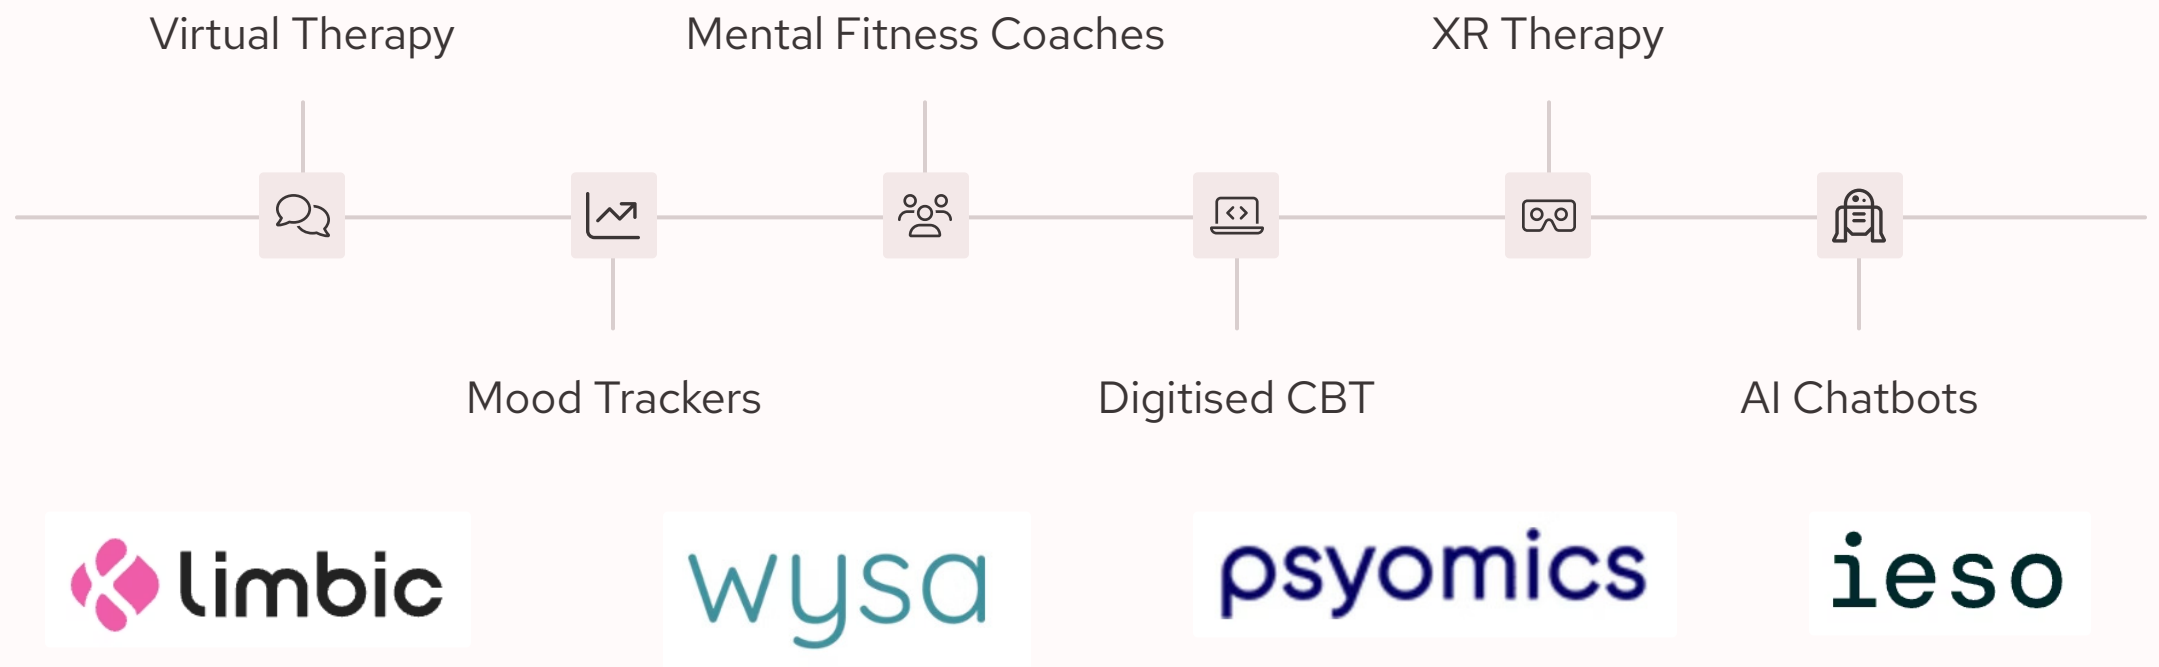 Virtual Therapy
Mental Fitness Coaches
XR Therapy
Mood Trackers
Digitised CBT
AI Chatbots
limbic
wysa
psyomics
ieso